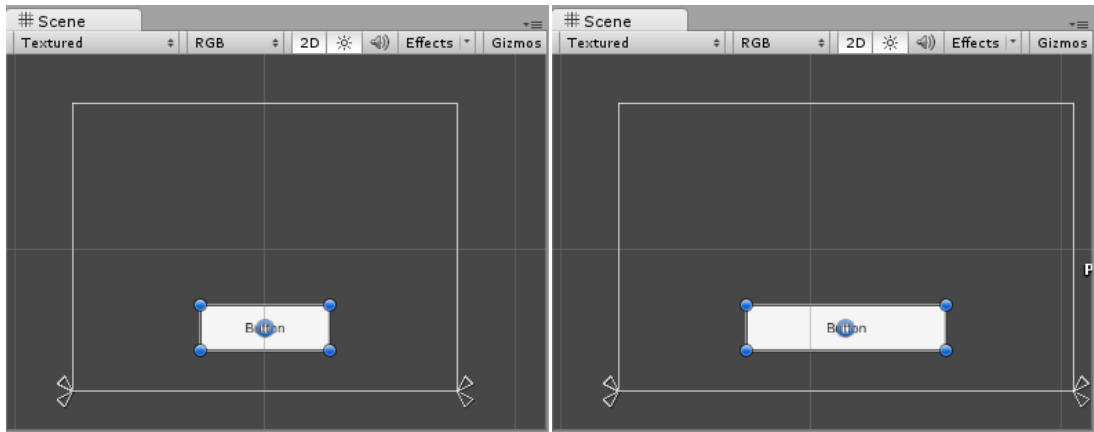 Scene
Textured RGB 2D Effects Gizmos
Button
Scene
Textured RGB 2D Effects Gizmos
P
Button